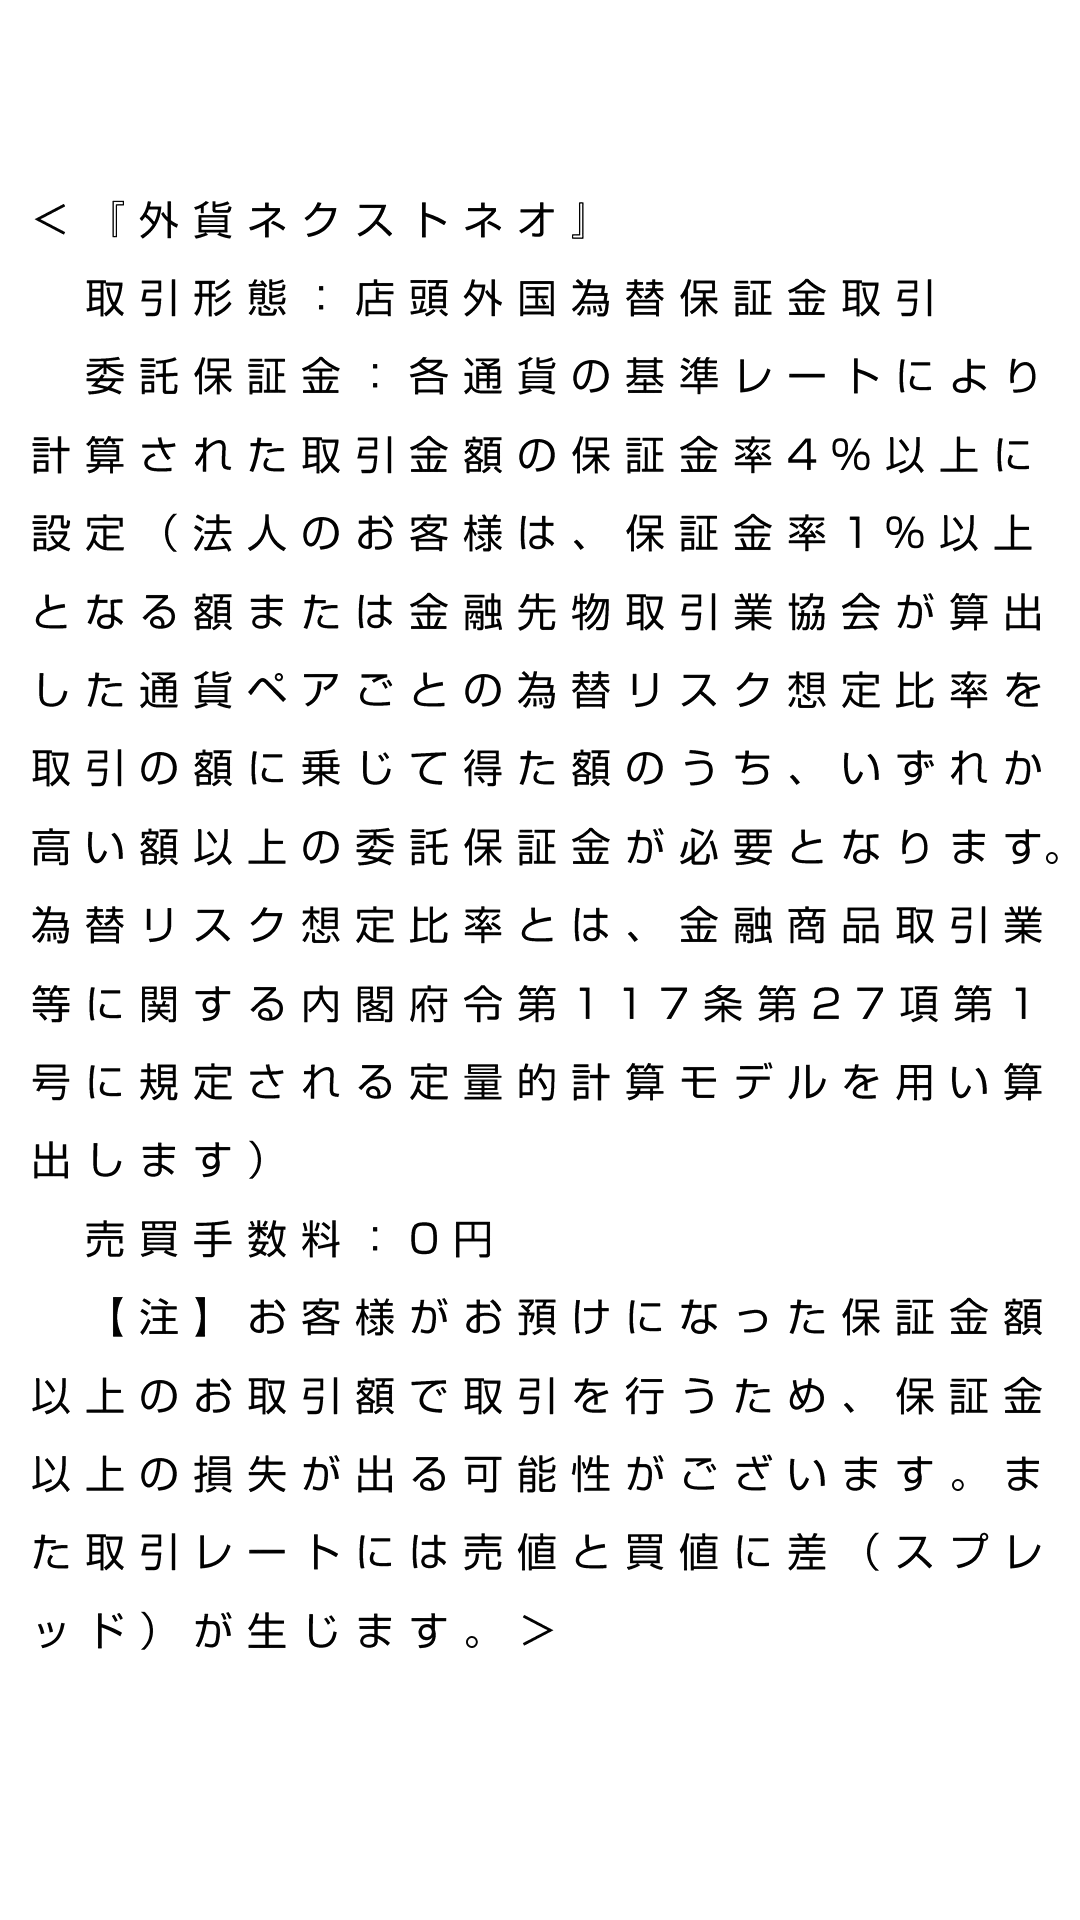 ＜『外貨ネクストネオ』
　取引形態：店頭外国為替保証金取引
　委託保証金：各通貨の基準レートにより
計算された取引金額の保証金率4％以上に
設定（法人のお客様は、保証金率1％以上
となる額または金融先物取引業協会が算出
した通貨ペアごとの為替リスク想定比率を
取引の額に乗じて得た額のうち、いずれか
高い額以上の委託保証金が必要となります。
為替リスク想定比率とは、金融商品取引業
等に関する内閣府令第117条第27項第1
号に規定される定量的計算モデルを用い算
出します）
　売買手数料：0円
　【注】お客様がお預けになった保証金額
以上のお取引額で取引を行うため、保証金
以上の損失が出る可能性がございます。ま
た取引レートには売値と買値に差（スプレ
ッド）が生じます。＞